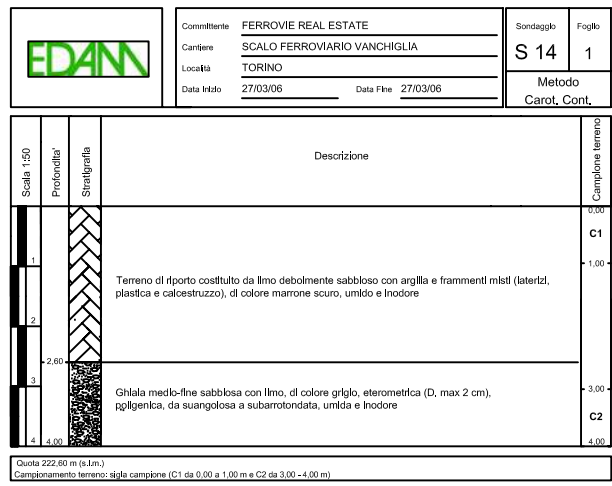 EDAM
Committente FERROVIE REAL ESTATE
Cantiere SCALO FERROVIARIO VANCHIGLIA
Località TORINO
Data Inizio 27/03/06 Data Fine 27/03/06
Sondaggio Foglio
S 14 1
Metodo
Carot. Cont.
Scala 1:50
Profondita'
Stratigrafia
Descrizione
Campione terreno
0,00
C1
1
1,00
Terreno di riporto costituito da limo debolmente sabbioso con argilla e frammenti misti (laterizi,
plastica e calcestruzzo), di colore marrone scuro, umido e inodore
2
2,60
3
3,00
Ghiaia medio-fine sabbiosa con limo, di colore grigio, eterometrica (D. max 2 cm),
poligenica, da suangolosa a subarrotondata, umida e inodore
C2
4 4,00 4,00
Quota 222,60 m (s.l.m.)
Campionamento terreno: sigla campione (C1 da 0,00 a 1,00 m e C2 da 3,00 - 4,00 m)